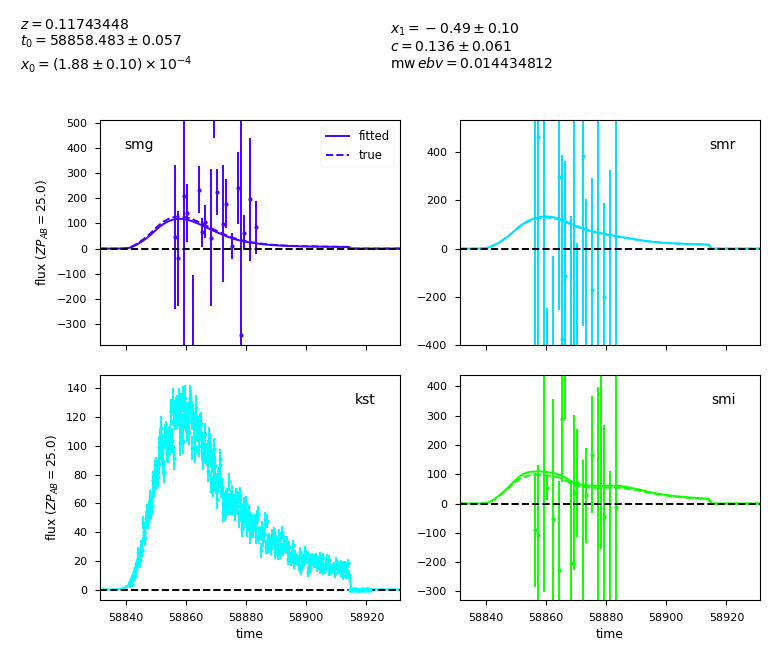 z = 0.11743448
t0 = 58858.483 ± 0.057
x0 = (1.88 ± 0.10) × 10^−4
x1 = −0.49 ± 0.10
c = 0.136 ± 0.061
mw ebv = 0.014434812
smg
fitted
true
500
400
300
200
100
0
−100
−200
−300
flux (ZP_AB = 25.0)
smr
400
200
0
−200
−400
kst
140
120
100
80
60
40
20
0
flux (ZP_AB = 25.0)
58840 58860 58880 58900 58920
time
smi
400
300
200
100
0
−100
−200
−300
58840 58860 58880 58900 58920
time